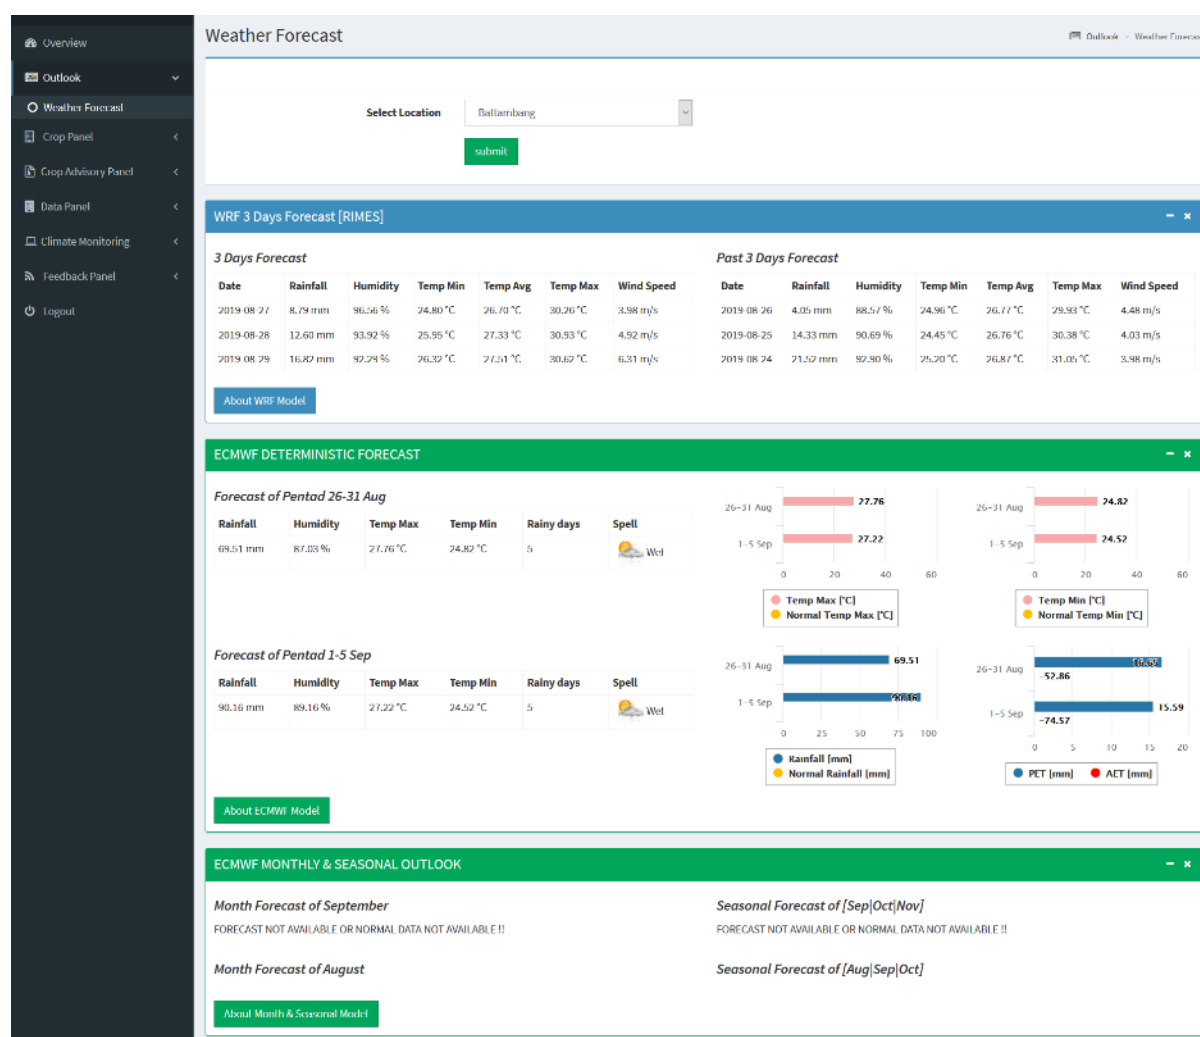 Weather Forecast
Outlook
Weather Forecast
Overview
Outlook
Weather Forecast
Crop Panel
Crop Advisory Panel
Data Panel
Climate Monitoring
Feedback Panel
Logout
Select Location Battambang
submit
WRF 3 Days Forecast [RIMES]
3 Days Forecast
Date Rainfall Humidity Temp Min Temp Avg Temp Max Wind Speed
2019-08-27 8.79 mm 96.56 % 24.80 °C 26.70 °C 30.26 °C 3.98 m/s
2019-08-28 12.60 mm 93.92 % 25.95 °C 27.33 °C 30.93 °C 4.92 m/s
2019-08-29 16.82 mm 92.29 % 26.32 °C 27.51 °C 30.62 °C 6.31 m/s
Past 3 Days Forecast
Date Rainfall Humidity Temp Min Temp Avg Temp Max Wind Speed
2019-08-26 4.05 mm 88.57 % 24.96 °C 26.77 °C 29.93 °C 4.48 m/s
2019-08-25 14.33 mm 90.69 % 24.45 °C 26.76 °C 30.38 °C 4.03 m/s
2019-08-24 21.52 mm 92.90 % 25.20 °C 26.87 °C 31.05 °C 3.98 m/s
About WRF Model
ECMWF DETERMINISTIC FORECAST
Forecast of Pentad 26-31 Aug
Rainfall Humidity Temp Max Temp Min Rainy days Spell
69.51 mm 87.03 % 27.76 °C 24.82 °C 5 Wet
26-31 Aug 27.76
1-5 Sep 27.22
0 20 40 60
Temp Max [°C]
Normal Temp Max [°C]
26-31 Aug 24.82
1-5 Sep 24.52
0 20 40 60
Temp Min [°C]
Normal Temp Min [°C]
Forecast of Pentad 1-5 Sep
Rainfall Humidity Temp Max Temp Min Rainy days Spell
90.16 mm 89.16 % 27.22 °C 24.52 °C 5 Wet
26-31 Aug 69.51
1-5 Sep 90.16
0 25 50 75 100
Rainfall [mm]
Normal Rainfall [mm]
26-31 Aug 16.65
-52.86
1-5 Sep 15.59
-74.57
0 5 10 15 20
PET [mm] AET [mm]
About ECMWF Model
ECMWF MONTHLY & SEASONAL OUTLOOK
Month Forecast of September
FORECAST NOT AVAILABLE OR NORMAL DATA NOT AVAILABLE !!
Seasonal Forecast of [Sep|Oct|Nov]
FORECAST NOT AVAILABLE OR NORMAL DATA NOT AVAILABLE !!
Month Forecast of August
Seasonal Forecast of [Aug|Sep|Oct]
About Month & Seasonal Model